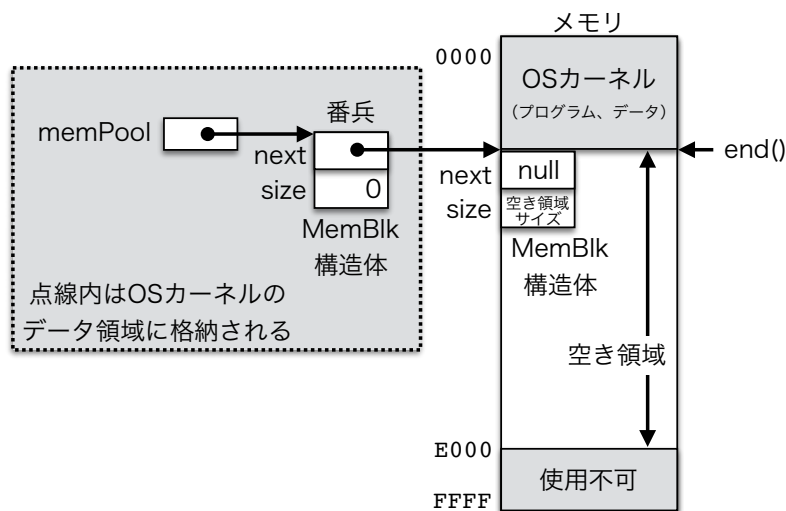 メモリ
0000
OSカーネル
（プログラム、データ）
end()
番兵
memPool
next
size
0
MemBlk
構造体
点線内はOSカーネルの
データ領域に格納される
next
null
size
空き領域
サイズ
MemBlk
構造体
空き領域
E000
使用不可
FFFF